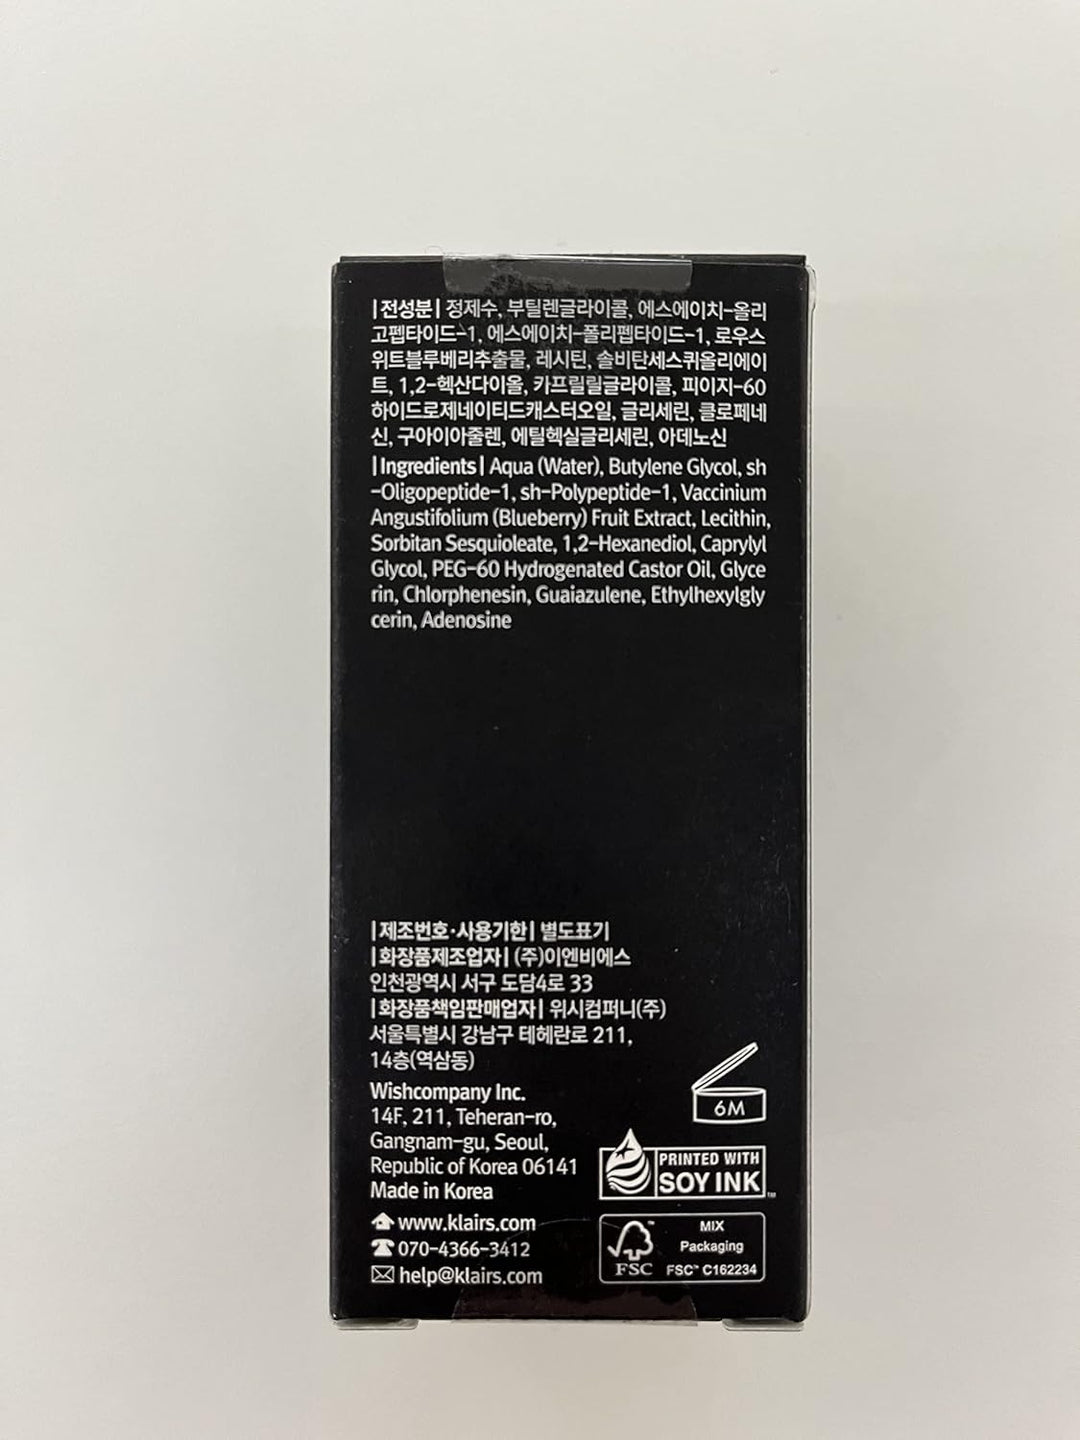 |전성분| 정제수, 부틸렌글라이콜, 에스에이치-올리
고펩타이드-1, 에스에이치-폴리펩타이드-1, 로우스
위트블루베리추출물, 레시틴, 솔비탄세스퀴올리에이
트, 1,2-헥산다이올, 카프릴릴글라이콜, 피이지-60
하이드로제네이티드캐스터오일, 글리세린, 클로페네
신, 구아이아줄렌, 에틸헥실글리세린, 아데노신
|Ingredients| Aqua (Water), Butylene Glycol, sh
-Oligopeptide-1, sh-Polypeptide-1, Vaccinium
Angustifolium (Blueberry) Fruit Extract, Lecithin,
Sorbitan Sesquioleate, 1,2-Hexanediol, Caprylyl
Glycol, PEG-60 Hydrogenated Castor Oil, Glyce
rin, Chlorphenesin, Guaiazulene, Ethylhexylgly
cerin, Adenosine
|제조번호·사용기한| 별도표기
|화장품제조업자| (주)이엔비에스
인천광역시 서구 도담4로 33
|화장품책임판매업자| 위시컴퍼니(주)
서울특별시 강남구 테헤란로 211,
14층(역삼동)
Wishcompany Inc.
14F, 211, Teheran-ro,
Gangnam-gu, Seoul,
Republic of Korea 06141
Made in Korea
www.klairs.com
070-4366-3412
help@klairs.com
6M
PRINTED WITH
SOY INK™
FSC™
MIX
Packaging
FSC™ C162234